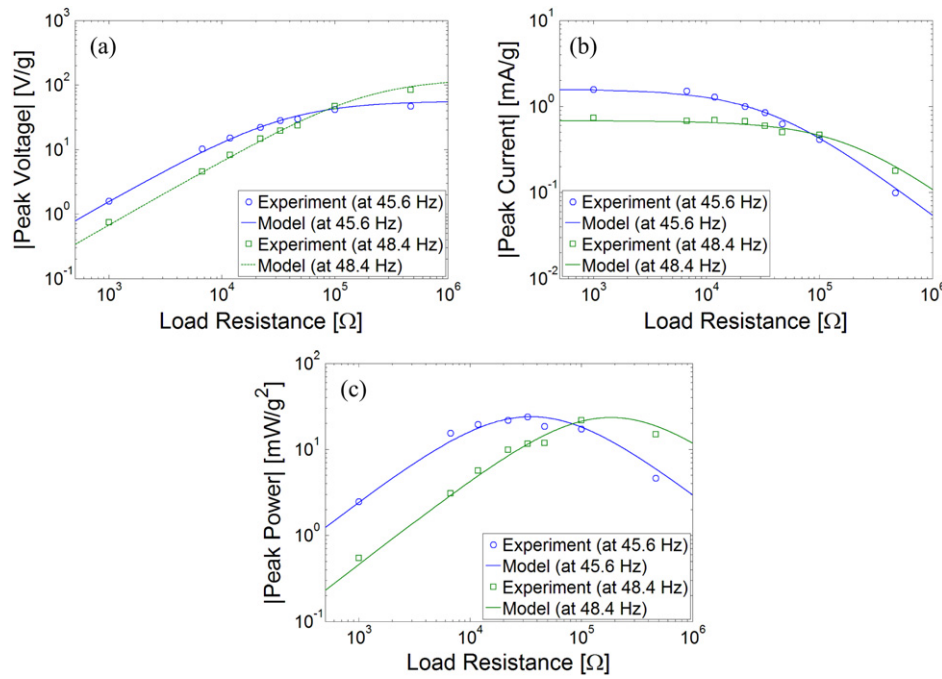 (a)
|Peak Voltage| [V/g]
10³
10²
10¹
10⁰
10⁻¹
Experiment (at 45.6 Hz)
Model (at 45.6 Hz)
Experiment (at 48.4 Hz)
Model (at 48.4 Hz)
10³ 10⁴ 10⁵ 10⁶
Load Resistance [Ω]
(b)
|Peak Current| [mA/g]
10¹
10⁰
10⁻¹
10⁻²
Experiment (at 45.6 Hz)
Model (at 45.6 Hz)
Experiment (at 48.4 Hz)
Model (at 48.4 Hz)
10³ 10⁴ 10⁵ 10⁶
Load Resistance [Ω]
(c)
|Peak Power| [mW/g²]
10²
10¹
10⁰
10⁻¹
Experiment (at 45.6 Hz)
Model (at 45.6 Hz)
Experiment (at 48.4 Hz)
Model (at 48.4 Hz)
10³ 10⁴ 10⁵ 10⁶
Load Resistance [Ω]